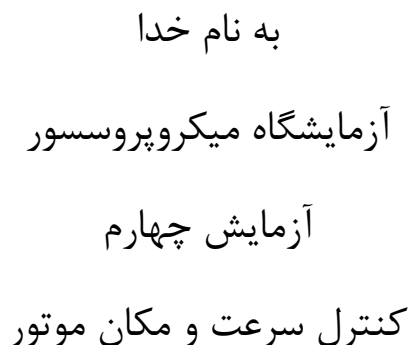 به نام خدا
آزمایشگاه میکروپروسسور
آزمایش چهارم
کنترل سرعت و مکان موتور